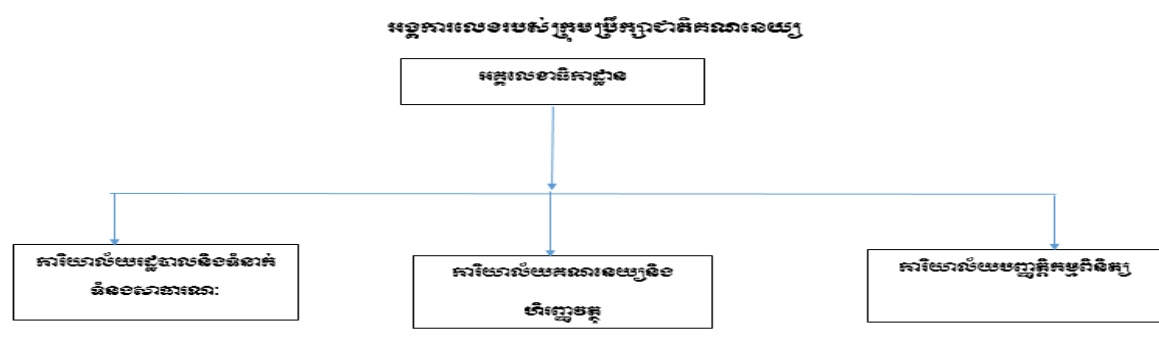 អង្គការលេខរបស់ក្រុមប្រឹក្សាជាតិគណនេយ្យ
អគ្គលេខាធិកាដ្ឋាន
ការិយាល័យរដ្ឋបាលនិងទំនាក់
ទំនងសាធារណៈ
ការិយាល័យគណនេយ្យនិង
ហិរញ្ញវត្ថុ
ការិយាល័យបញ្ញត្តិកម្មពិនិត្យ